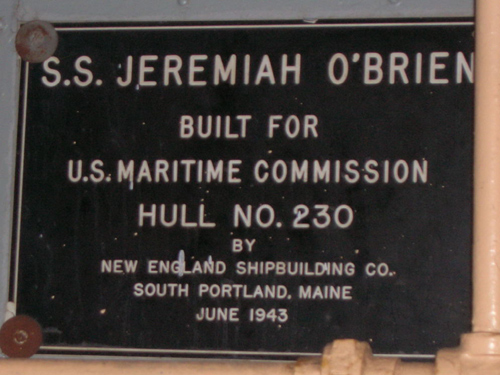 S.S. JEREMIAH O'BRIEN
BUILT FOR
U.S. MARITIME COMMISSION
HULL NO. 230
BY
NEW ENGLAND SHIPBUILDING CO.
SOUTH PORTLAND, MAINE
JUNE 1943